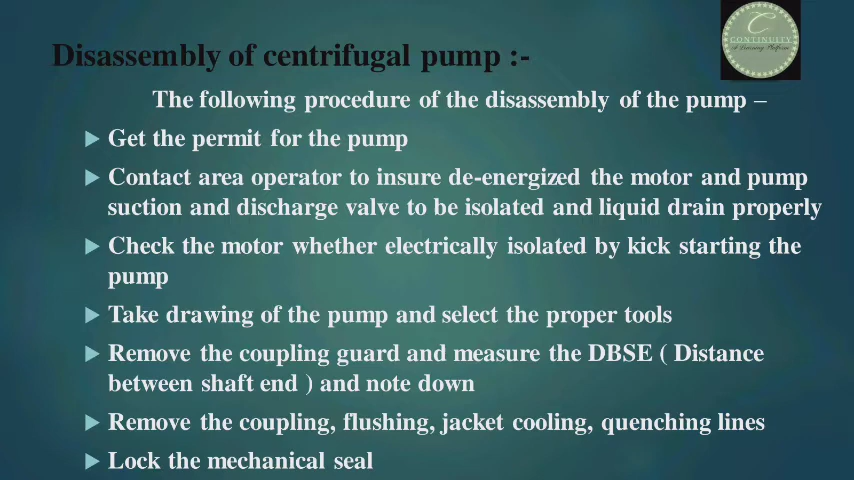 C
CONTINUITY
A Learning Platform
Disassembly of centrifugal pump :-
The following procedure of the disassembly of the pump –
Get the permit for the pump
Contact area operator to insure de-energized the motor and pump
suction and discharge valve to be isolated and liquid drain properly
Check the motor whether electrically isolated by kick starting the
pump
Take drawing of the pump and select the proper tools
Remove the coupling guard and measure the DBSE ( Distance
between shaft end ) and note down
Remove the coupling, flushing, jacket cooling, quenching lines
Lock the mechanical seal